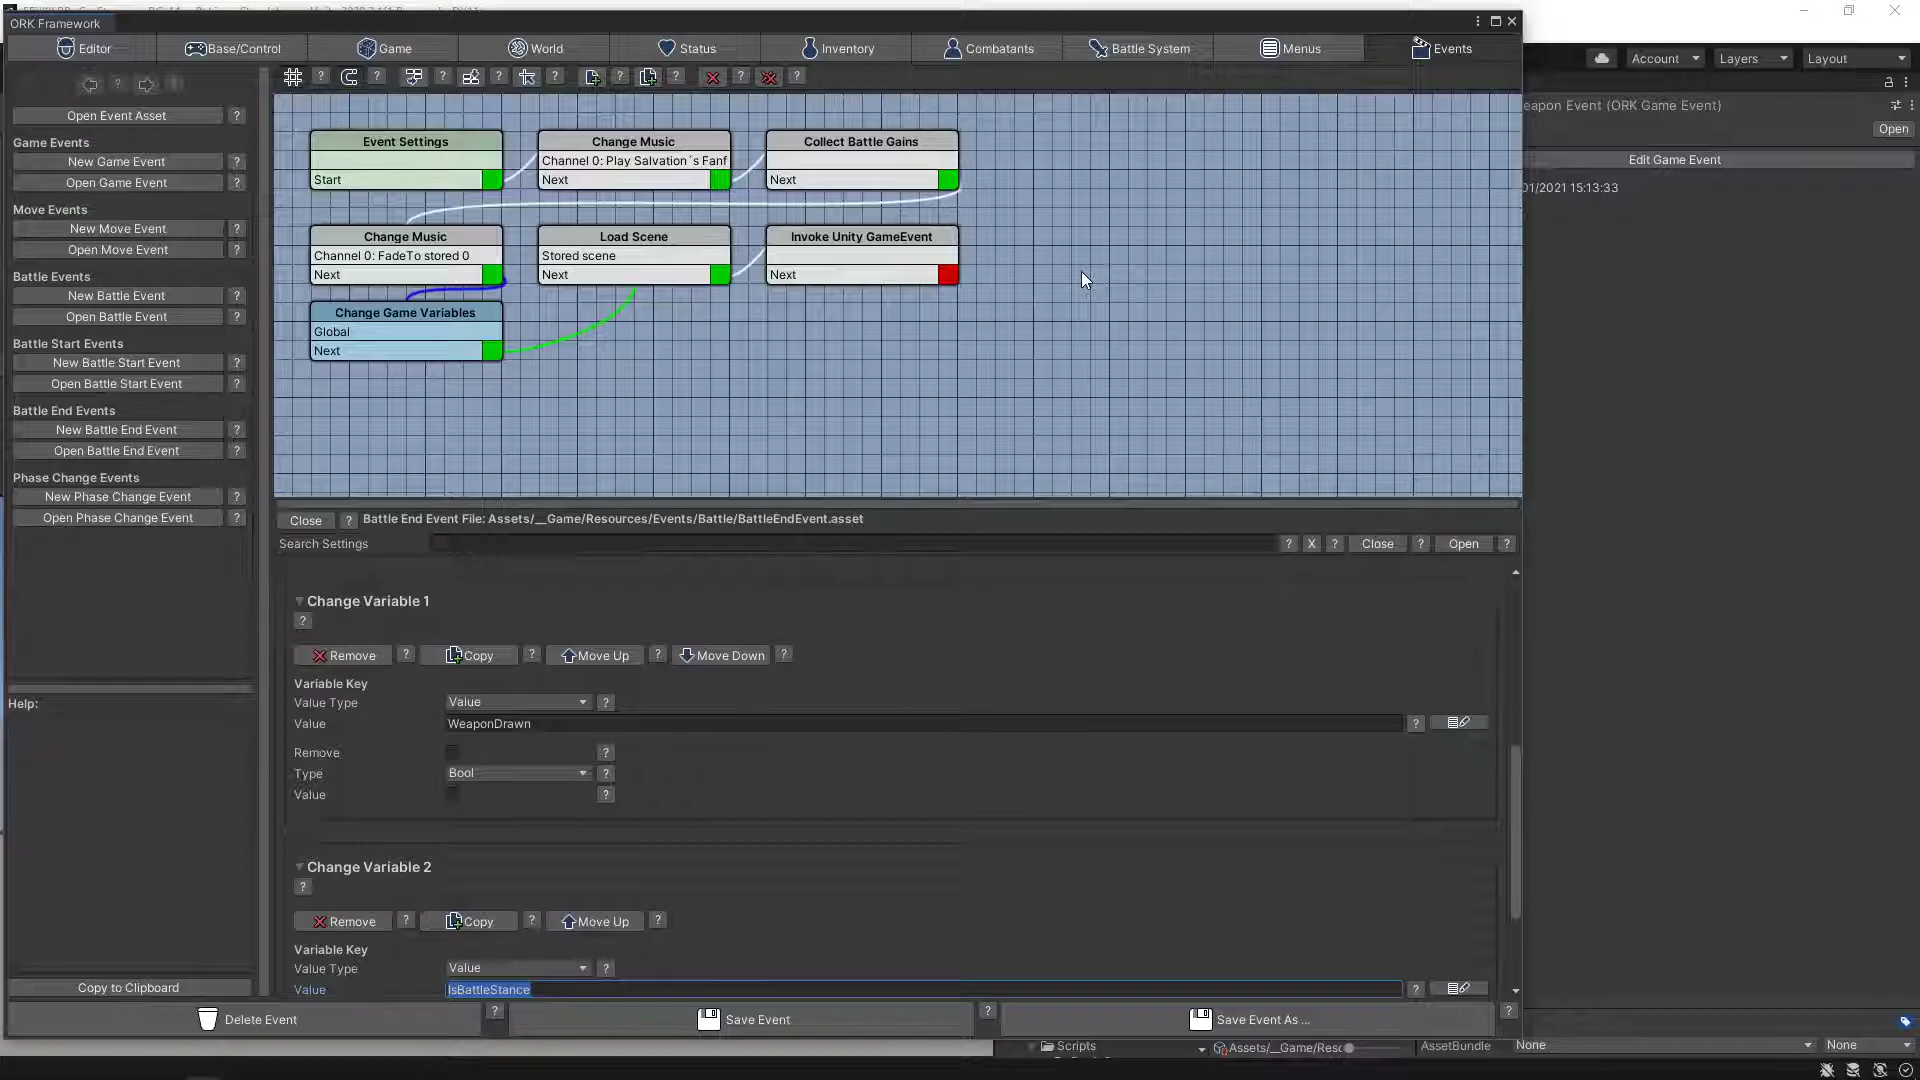 ORK Framework
Editor
Base/Control
Game
World
Status
Inventory
Combatants
Battle System
Menus
Events
Account
Layers
Layout
? ? ? ? ? ? ? ? ?
eapon Event (ORK Game Event)
Open
Edit Game Event
01/2021 15:13:33
?
Open Event Asset ?
Game Events
New Game Event ?
Open Game Event ?
Move Events
New Move Event ?
Open Move Event ?
Battle Events
New Battle Event ?
Open Battle Event ?
Battle Start Events
New Battle Start Event ?
Open Battle Start Event ?
Battle End Events
New Battle End Event ?
Open Battle End Event ?
Phase Change Events
New Phase Change Event ?
Open Phase Change Event ?
Help:
Copy to Clipboard
Event Settings
Start
Change Music
Channel 0: Play Salvation´s Fanf
Next
Collect Battle Gains
Next
Change Music
Channel 0: FadeTo stored 0
Next
Load Scene
Stored scene
Next
Invoke Unity GameEvent
Next
Change Game Variables
Global
Next
Close ? Battle End Event File: Assets/__Game/Resources/Events/Battle/BattleEndEvent.asset
Search Settings ? X ? Close ? Open ?
Change Variable 1
?
Remove ? Copy ? Move Up ? Move Down ?
Variable Key
Value Type Value ?
Value WeaponDrawn ?
Remove ?
Type Bool ?
Value ?
Change Variable 2
?
Remove ? Copy ? Move Up ?
Variable Key
Value Type Value ?
Value IsBattleStance ?
Delete Event ? Save Event ? Save Event As ... ?
Scripts
Assets/__Game/Resc
AssetBundle None None